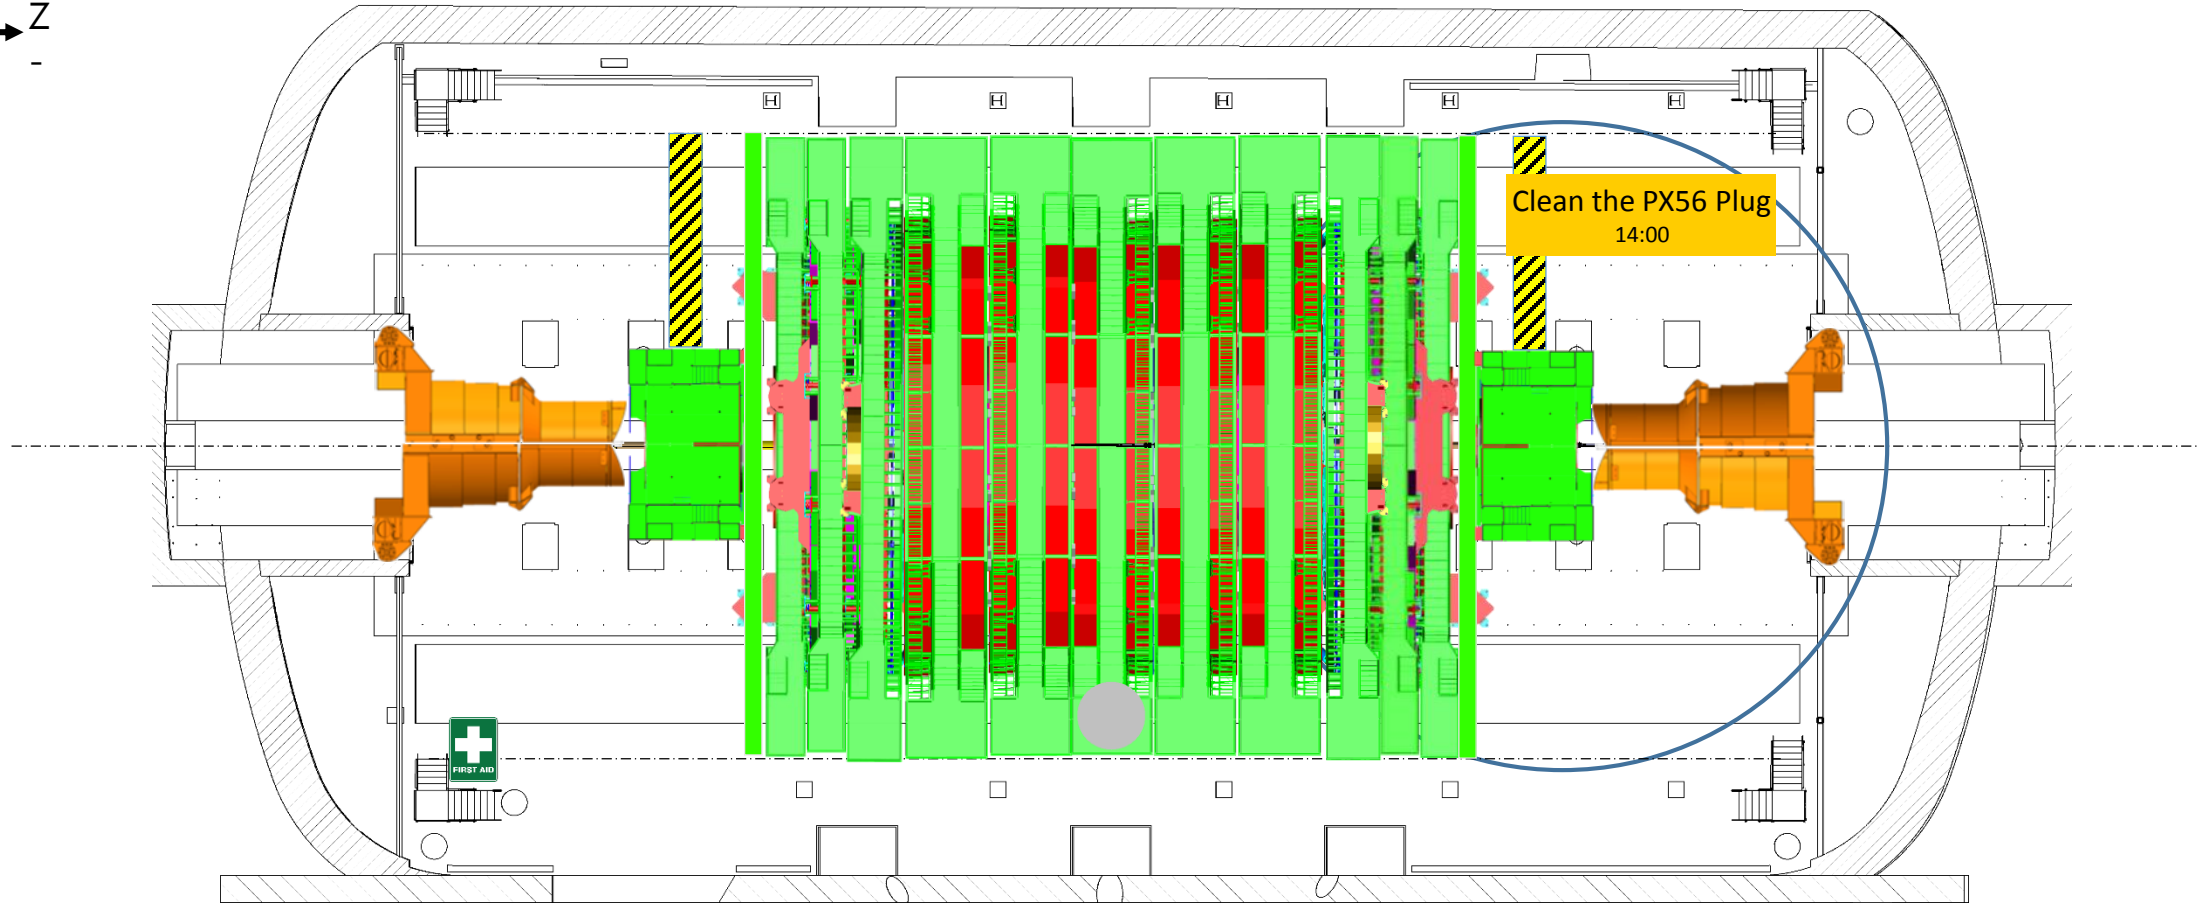 Z
-
H
H
H
H
H
Clean the PX56 Plug
14:00
FIRST AID